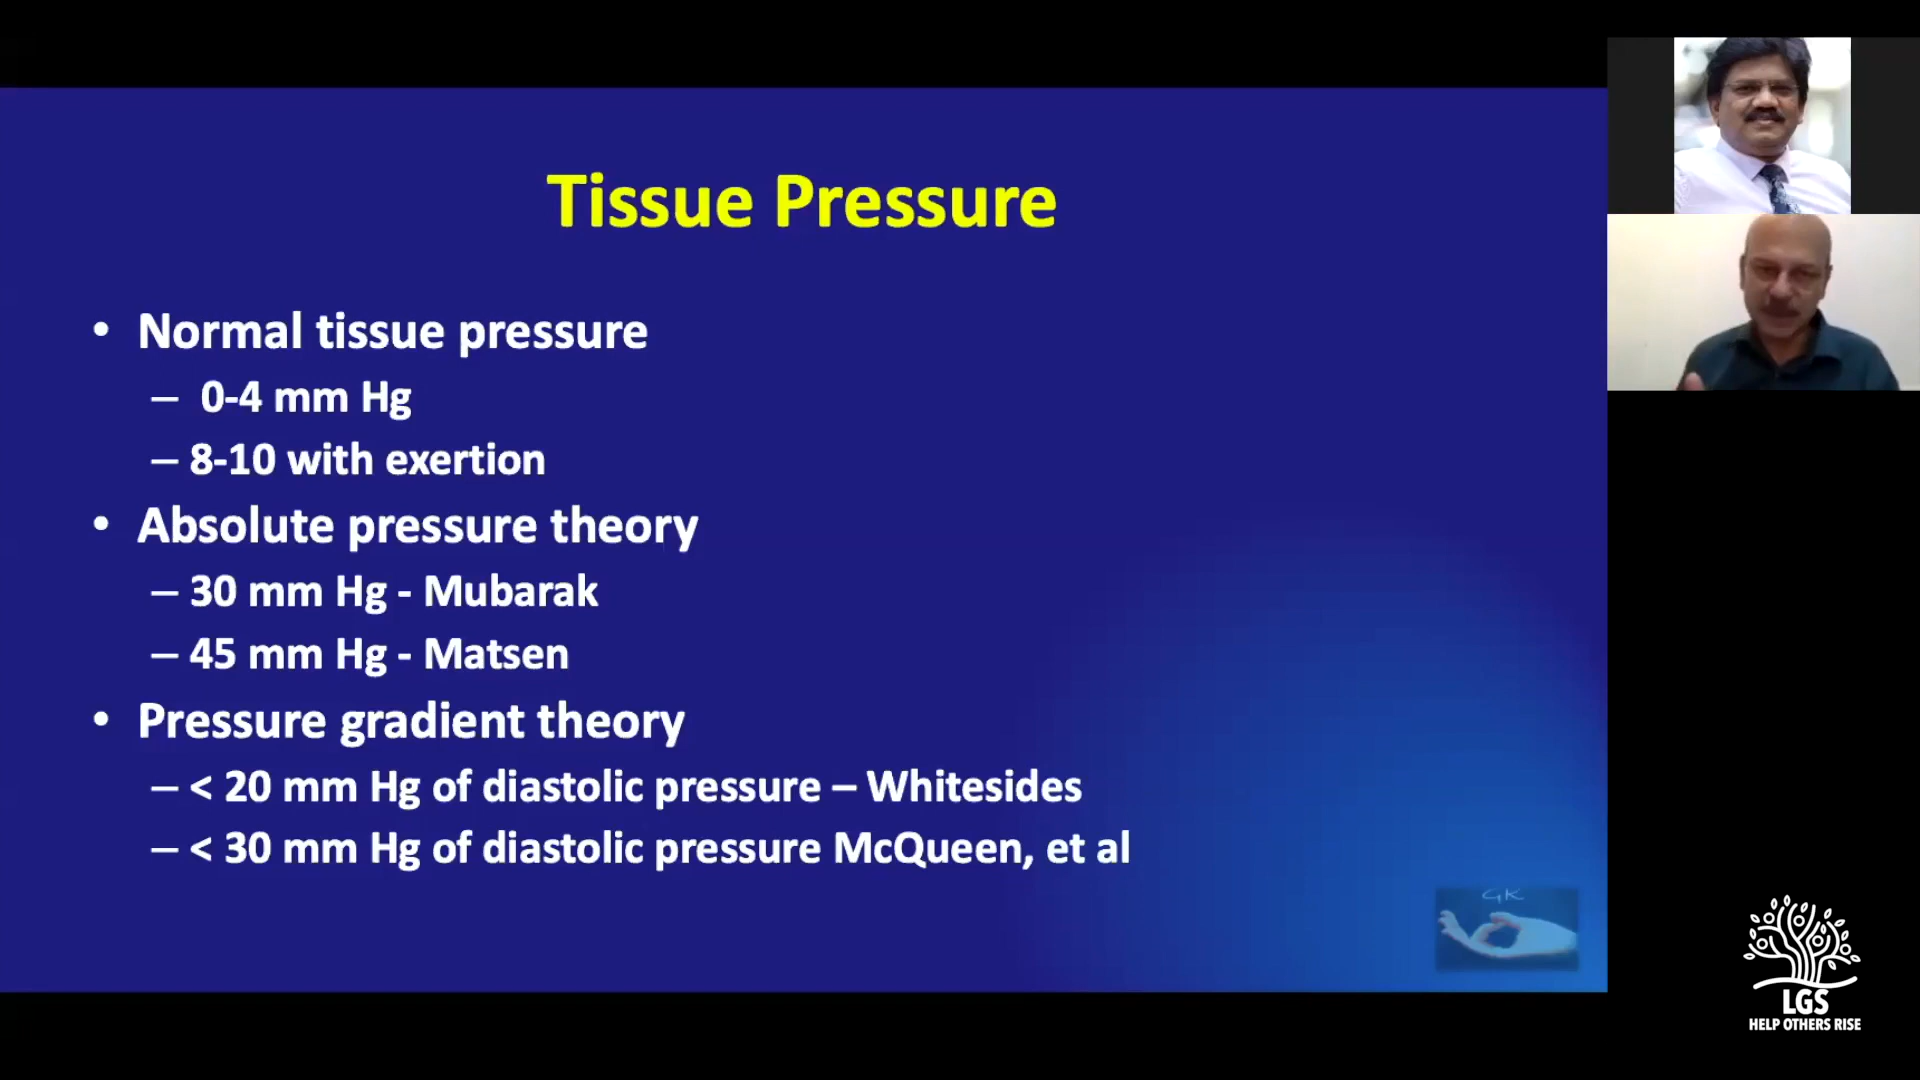 Tissue Pressure
• Normal tissue pressure
– 0-4 mm Hg
– 8-10 with exertion
• Absolute pressure theory
– 30 mm Hg - Mubarak
– 45 mm Hg - Matsen
• Pressure gradient theory
– < 20 mm Hg of diastolic pressure – Whitesides
– < 30 mm Hg of diastolic pressure McQueen, et al
GK
LGS
HELP OTHERS RISE